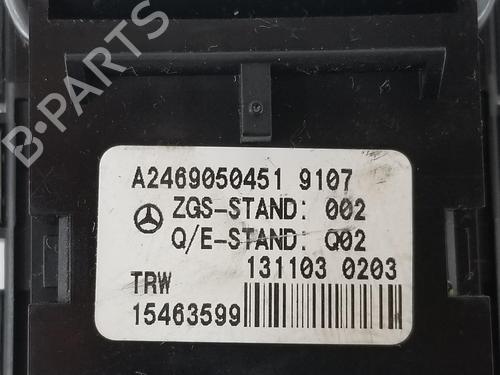 B-PARTS
A2469050451 9107
ZGS-STAND: 002
Q/E-STAND: Q02
131103 0203
TRW
15463599